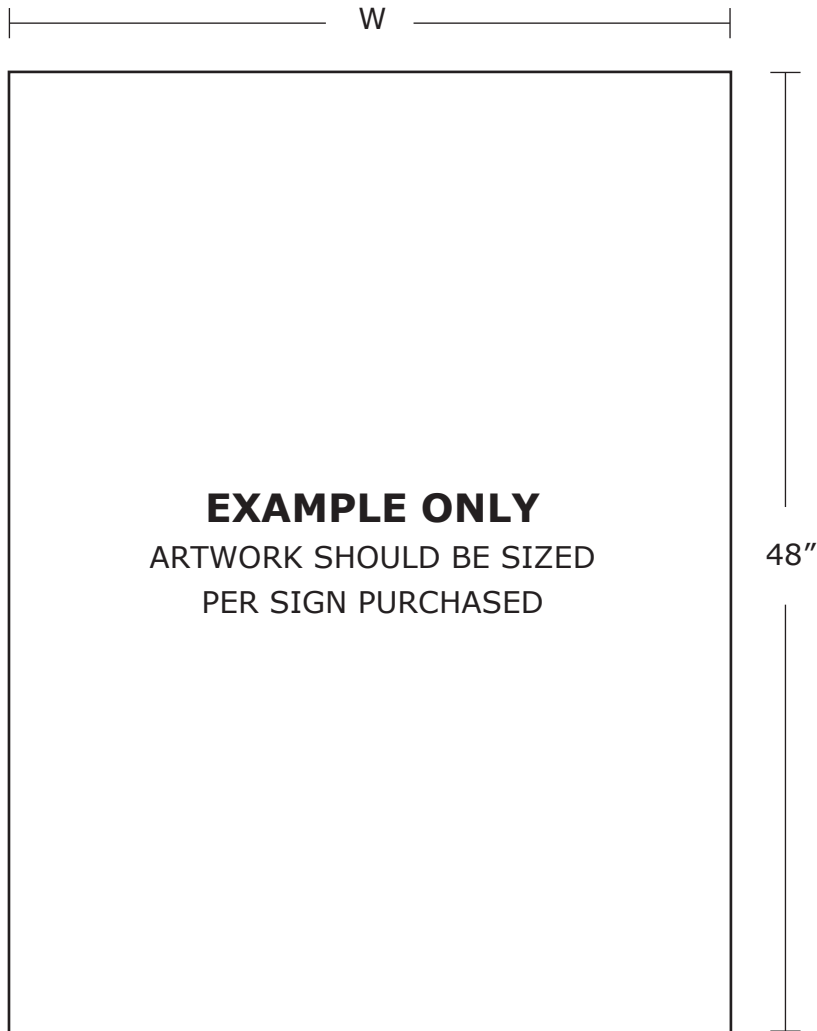 W
EXAMPLE ONLY
ARTWORK SHOULD BE SIZED
48”
PER SIGN PURCHASED